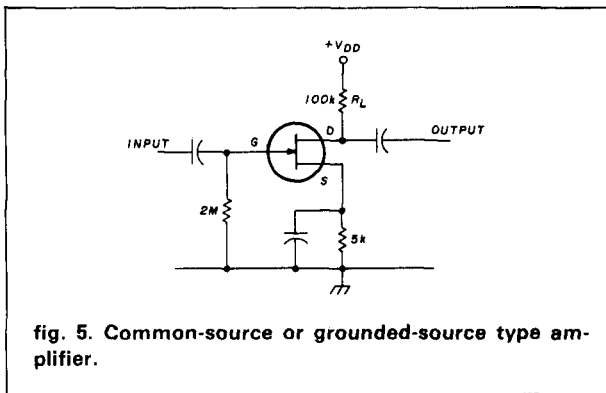 +VDD
100k RL
D
OUTPUT
INPUT
G
S
2M
5k
fig. 5. Common-source or grounded-source type am-
plifier.